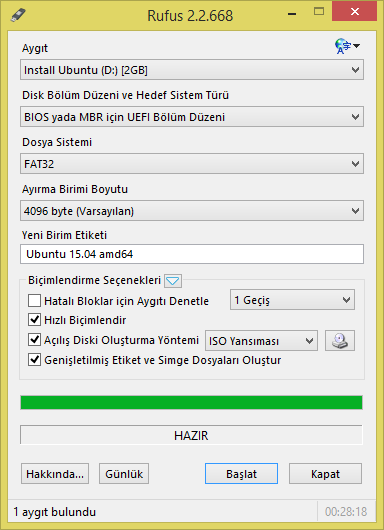 Rufus 2.2.668
Aygıt
Install Ubuntu (D:) [2GB]
Disk Bölüm Düzeni ve Hedef Sistem Türü
BIOS yada MBR için UEFI Bölüm Düzeni
Dosya Sistemi
FAT32
Ayırma Birimi Boyutu
4096 byte (Varsayılan)
Yeni Birim Etiketi
Ubuntu 15.04 amd64
Biçimlendirme Seçenekleri
Hatalı Bloklar için Aygıtı Denetle 1 Geçiş
Hızlı Biçimlendir
Açılış Diski Oluşturma Yöntemi ISO Yansıması
Genişletilmiş Etiket ve Simge Dosyaları Oluştur
HAZIR
Hakkında... Günlük Başlat Kapat
1 aygıt bulundu 00:28:18